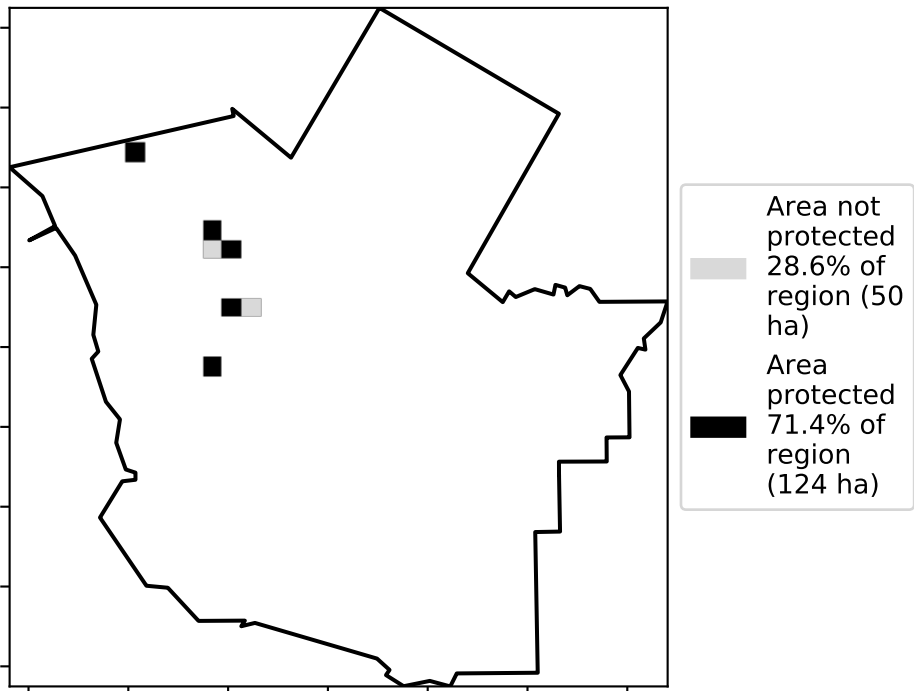 Area not
protected
28.6% of
region (50
ha)
Area
protected
71.4% of
region
(124 ha)